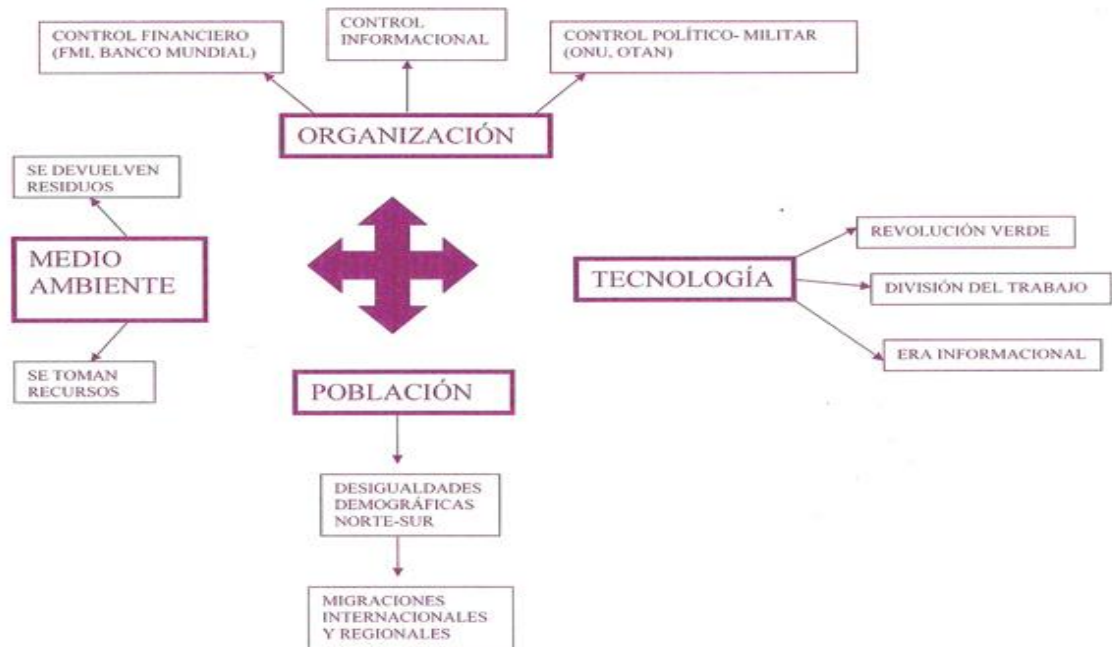 CONTROL FINANCIERO
(FMI, BANCO MUNDIAL)
CONTROL
INFORMACIONAL
CONTROL POLÍTICO- MILITAR
(ONU, OTAN)
ORGANIZACIÓN
SE DEVUELVEN
RESIDUOS
MEDIO
AMBIENTE
SE TOMAN
RECURSOS
TECNOLOGÍA
REVOLUCIÓN VERDE
DIVISIÓN DEL TRABAJO
ERA INFORMACIONAL
POBLACIÓN
DESIGUALDADES
DEMOGRÁFICAS
NORTE-SUR
MIGRACIONES
INTERNACIONALES
Y REGIONALES